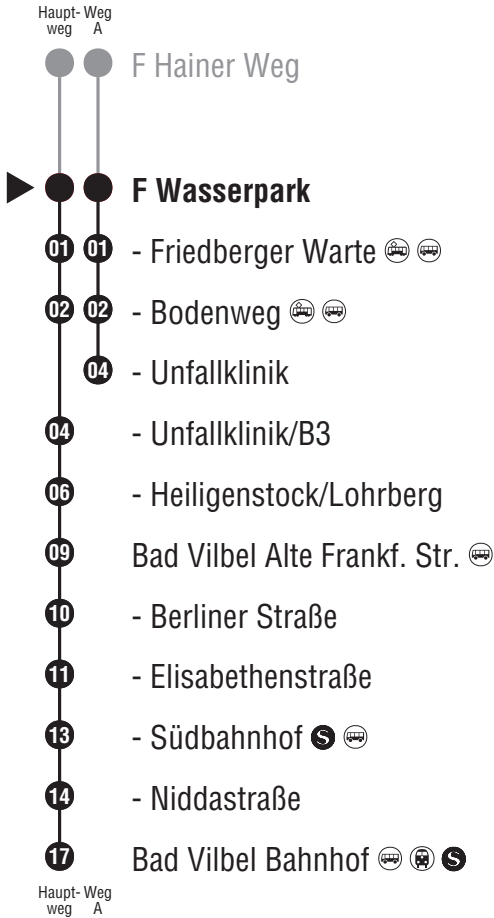 Haupt- Weg
weg A
F Hainer Weg
F Wasserpark
01 01 - Friedberger Warte
02 02 - Bodenweg
04 - Unfallklinik
04 - Unfallklinik/B3
06 - Heiligenstock/Lohrberg
09 Bad Vilbel Alte Frankf. Str.
10 - Berliner Straße
11 - Elisabethenstraße
13 - Südbahnhof S
14 - Niddastraße
17 Bad Vilbel Bahnhof S
Haupt- Weg
weg A